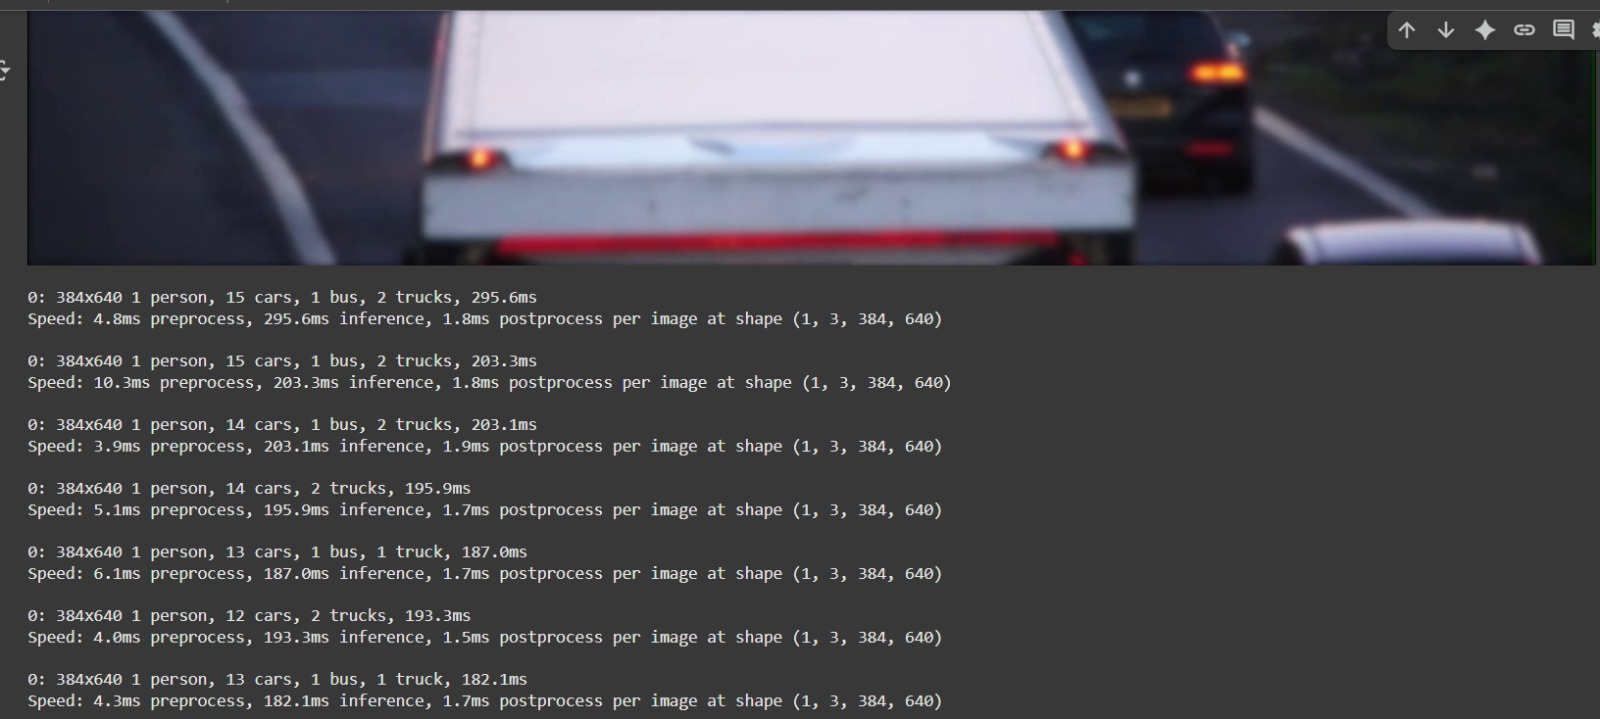 0: 384x640 1 person, 15 cars, 1 bus, 2 trucks, 295.6ms
Speed: 4.8ms preprocess, 295.6ms inference, 1.8ms postprocess per image at shape (1, 3, 384, 640)
0: 384x640 1 person, 15 cars, 1 bus, 2 trucks, 203.3ms
Speed: 10.3ms preprocess, 203.3ms inference, 1.8ms postprocess per image at shape (1, 3, 384, 640)
0: 384x640 1 person, 14 cars, 1 bus, 2 trucks, 203.1ms
Speed: 3.9ms preprocess, 203.1ms inference, 1.9ms postprocess per image at shape (1, 3, 384, 640)
0: 384x640 1 person, 14 cars, 2 trucks, 195.9ms
Speed: 5.1ms preprocess, 195.9ms inference, 1.7ms postprocess per image at shape (1, 3, 384, 640)
0: 384x640 1 person, 13 cars, 1 bus, 1 truck, 187.0ms
Speed: 6.1ms preprocess, 187.0ms inference, 1.7ms postprocess per image at shape (1, 3, 384, 640)
0: 384x640 1 person, 12 cars, 2 trucks, 193.3ms
Speed: 4.0ms preprocess, 193.3ms inference, 1.5ms postprocess per image at shape (1, 3, 384, 640)
0: 384x640 1 person, 13 cars, 1 bus, 1 truck, 182.1ms
Speed: 4.3ms preprocess, 182.1ms inference, 1.7ms postprocess per image at shape (1, 3, 384, 640)